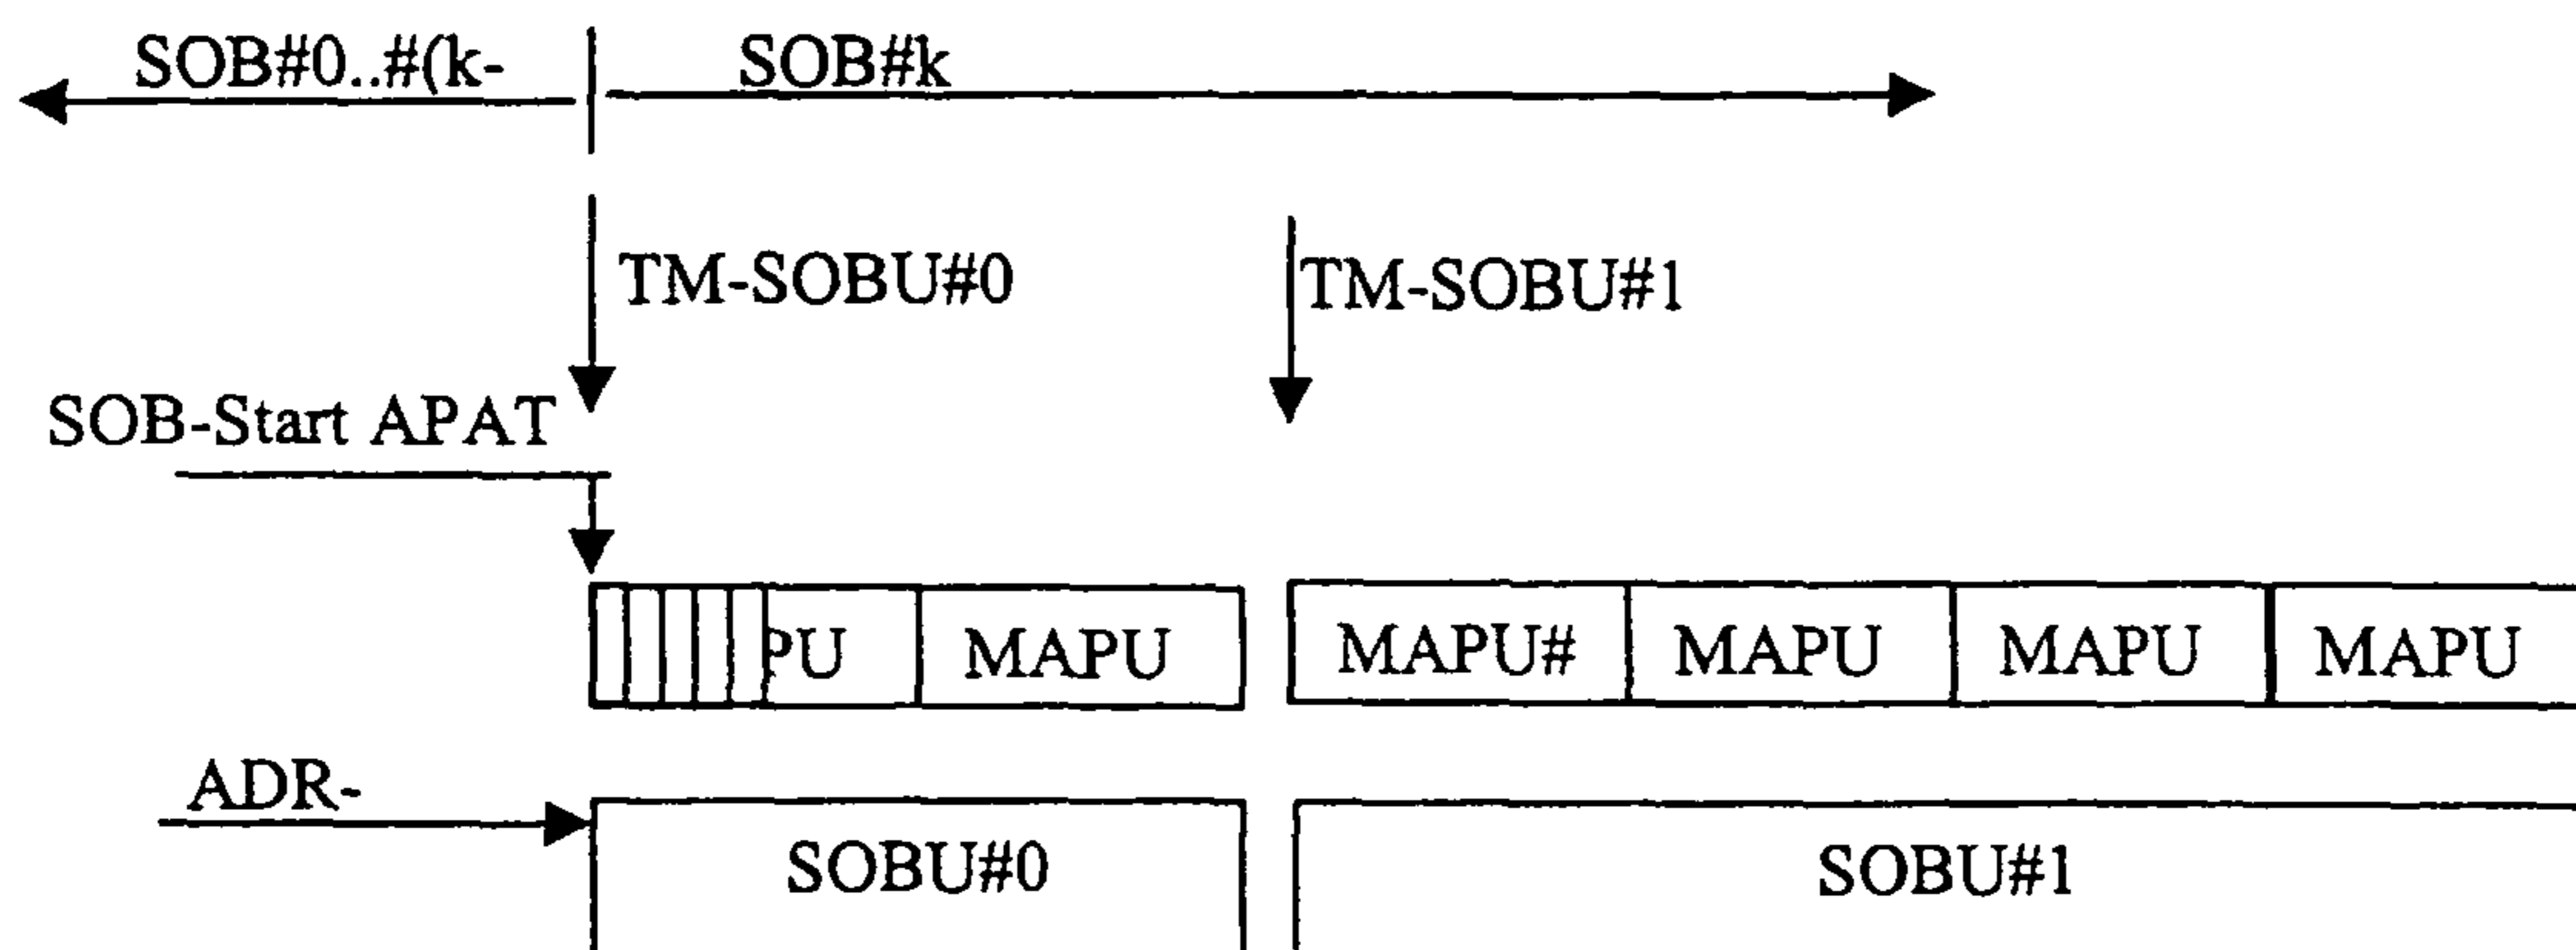 SOB#0..#(k-
SOB#k
TM-SOBU#0
TM-SOBU#1
SOB-Start APAT
PU
MAPU
MAPU#
MAPU
MAPU
MAPU
ADR-
SOBU#0
SOBU#1